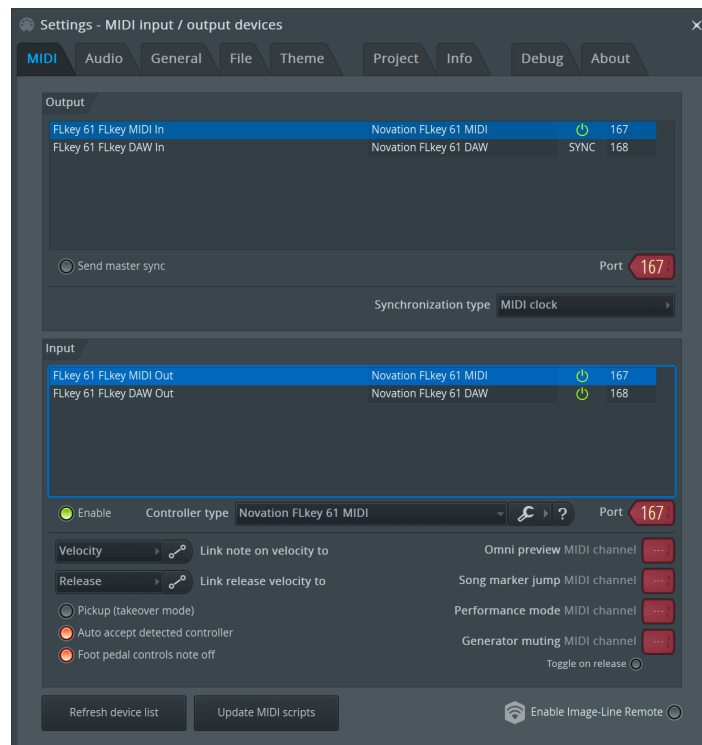 Settings - MIDI input / output devices
MIDI Audio General File Theme Project Info Debug About
Output
FLkey 61 FLkey MIDI In Novation FLkey 61 MIDI 167
FLkey 61 FLkey DAW In Novation FLkey 61 DAW SYNC 168
Send master sync Port 167
Synchronization type MIDI clock
Input
FLkey 61 FLkey MIDI Out Novation FLkey 61 MIDI 167
FLkey 61 FLkey DAW Out Novation FLkey 61 DAW 168
Enable Controller type Novation FLkey 61 MIDI ? Port 167
Velocity Link note on velocity to Omni preview MIDI channel ---
Release Link release velocity to Song marker jump MIDI channel ---
Pickup (takeover mode) Performance mode MIDI channel ---
Auto accept detected controller Generator muting MIDI channel ---
Foot pedal controls note off Toggle on release
Refresh device list Update MIDI scripts Enable Image-Line Remote